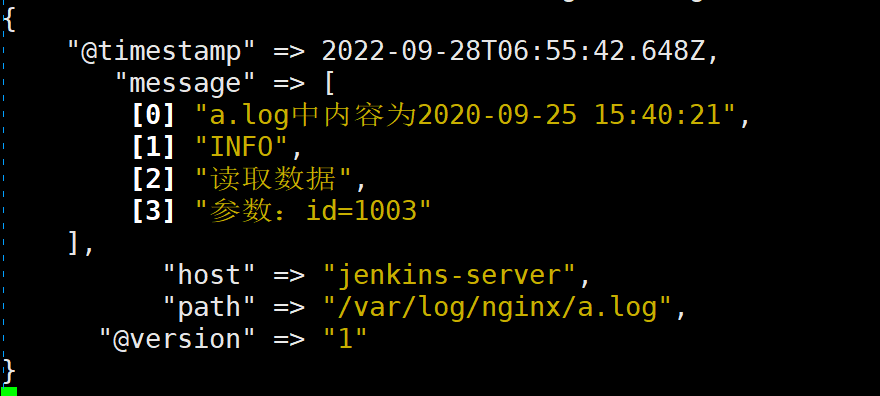 {
"@timestamp" => 2022-09-28T06:55:42.648Z,
"message" => [
[0] "a.log中内容为2020-09-25 15:40:21",
[1] "INFO",
[2] "读取数据",
[3] "参数：id=1003"
],
"host" => "jenkins-server",
"path" => "/var/log/nginx/a.log",
"@version" => "1"
}